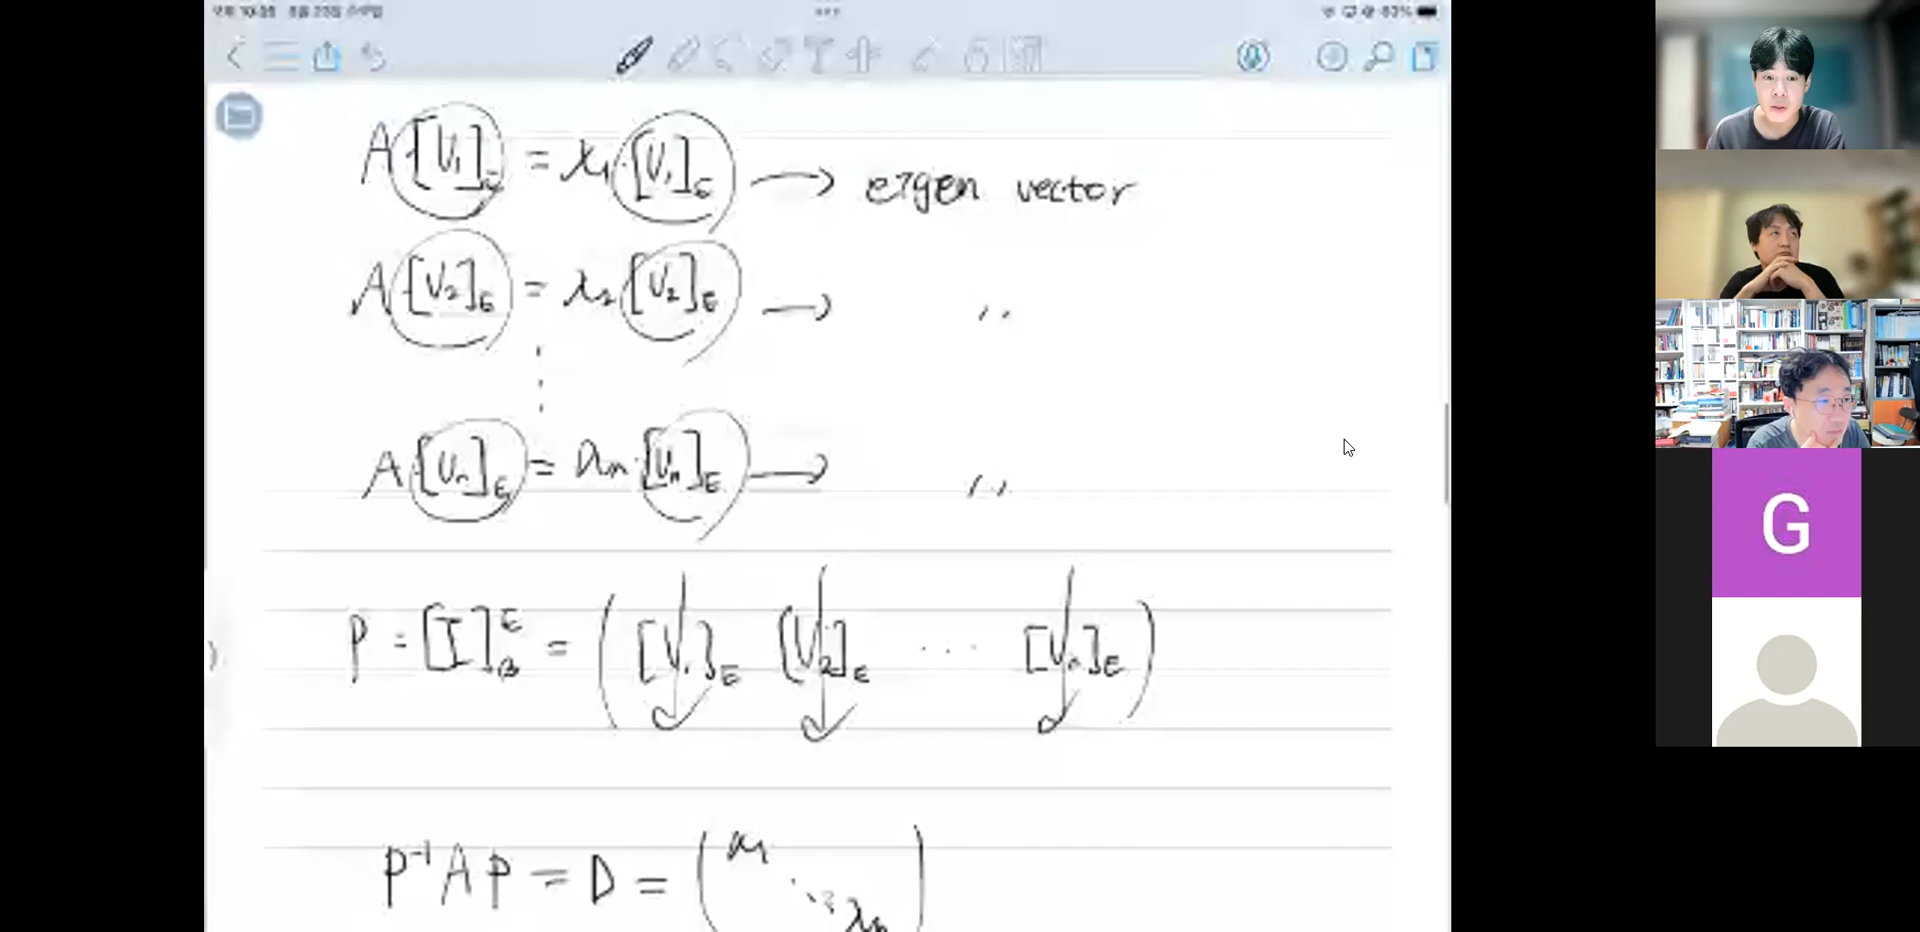 83%
A[V₁]_E = λ₁[V₁]_E → eigen vector
A[V₂]_E = λ₂[V₂]_E → 〃
⋮
A[Vₙ]_E = λₙ[Vₙ]_E → 〃
P = [I]_B^E = ([V₁]_E [V₂]_E ⋯ [Vₙ]_E)
P⁻¹AP = D = (λ₁ ⋱ λₙ)
G